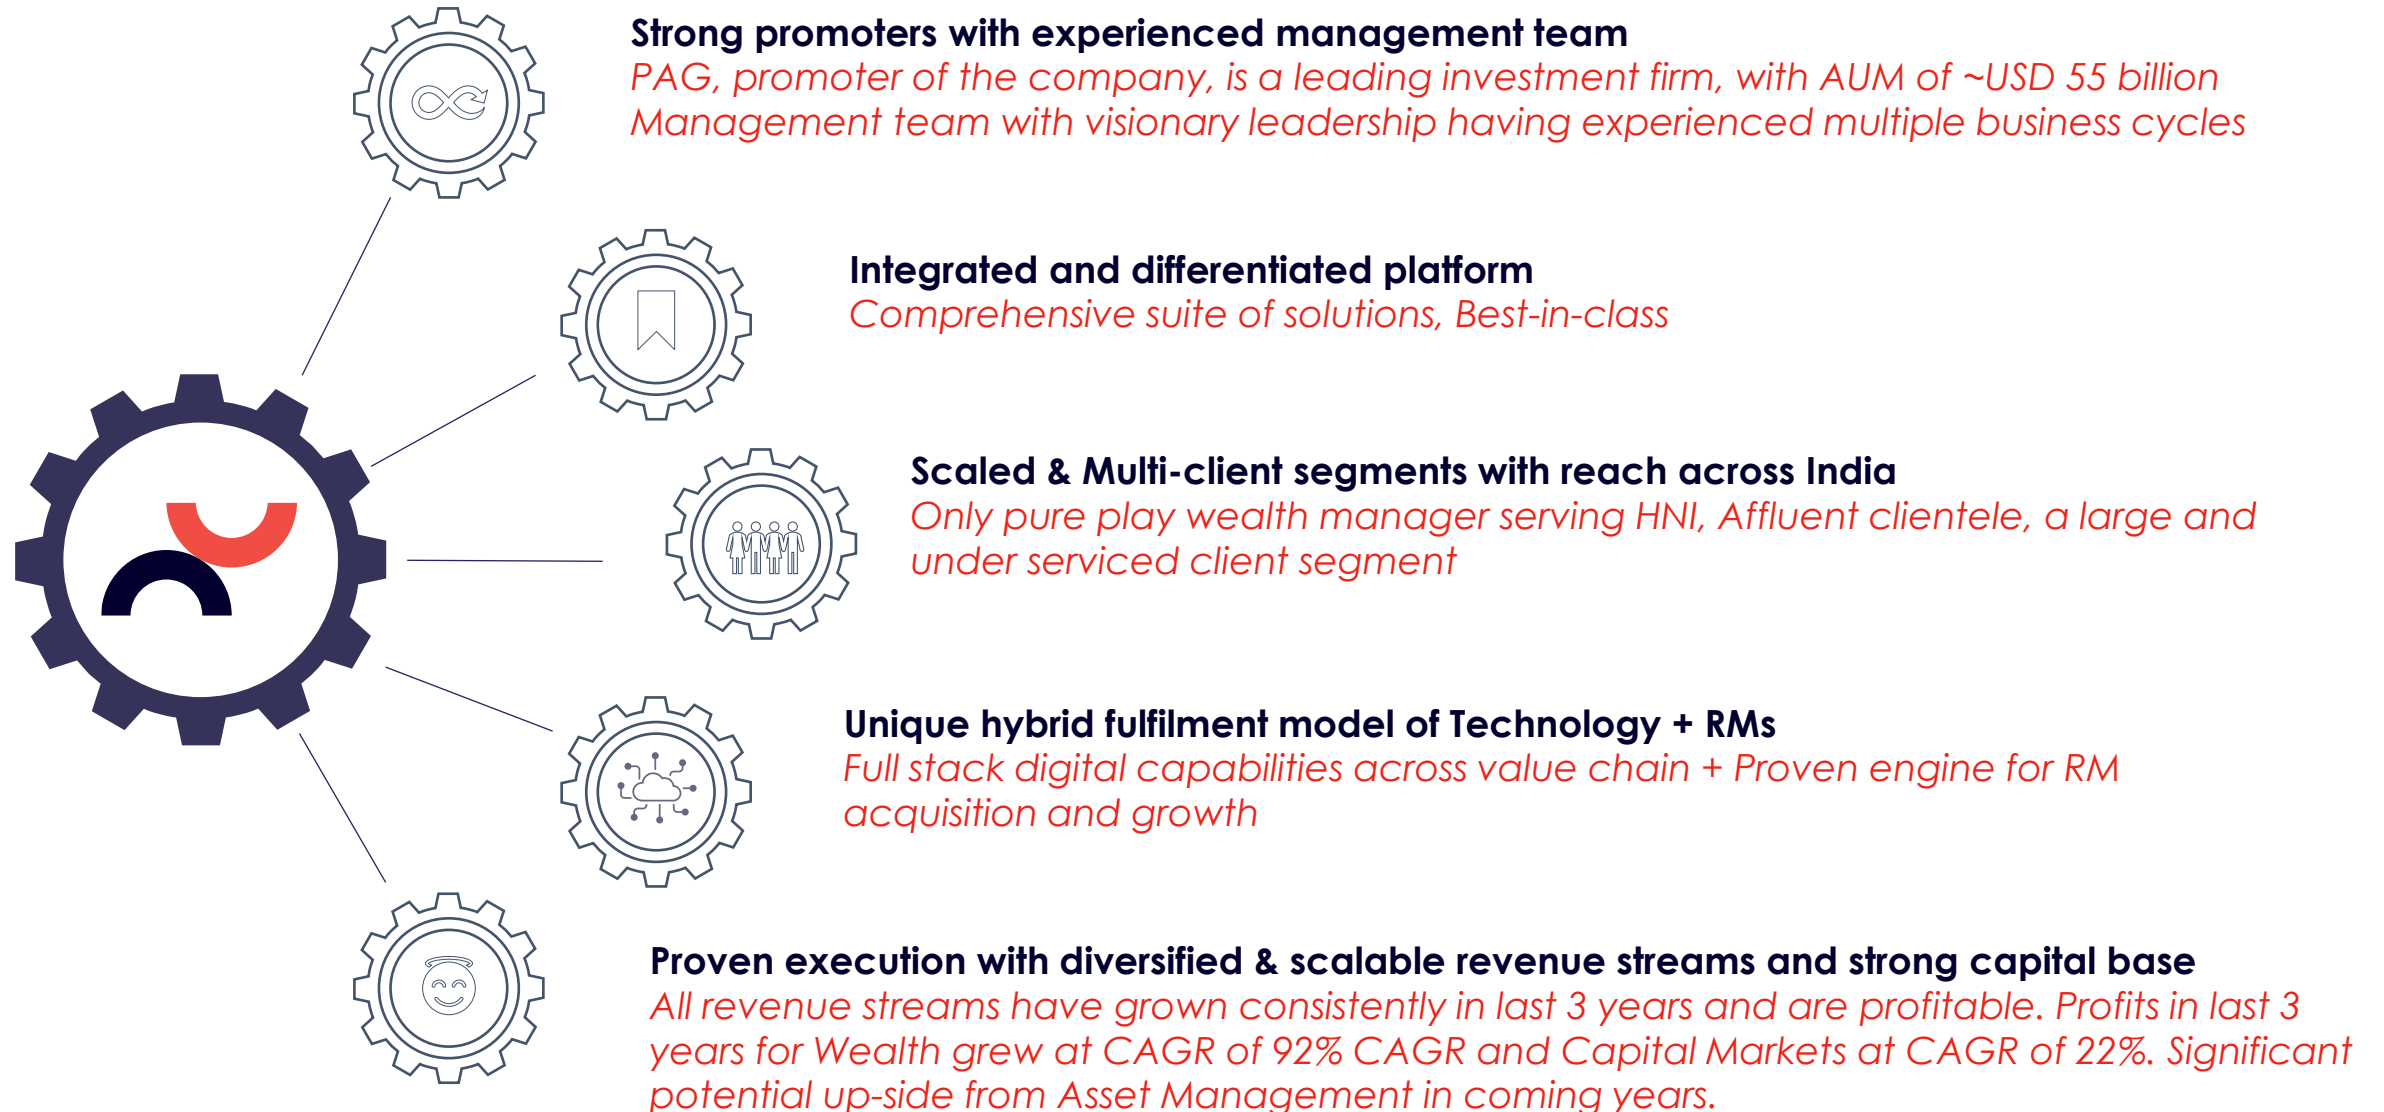 Strong promoters with experienced management team
PAG, promoter of the company, is a leading investment firm, with AUM of ~USD 55 billion
Management team with visionary leadership having experienced multiple business cycles
Integrated and differentiated platform
Comprehensive suite of solutions, Best-in-class
Scaled & Multi-client segments with reach across India
Only pure play wealth manager serving HNI, Affluent clientele, a large and
under serviced client segment
Unique hybrid fulfilment model of Technology + RMs
Full stack digital capabilities across value chain + Proven engine for RM
acquisition and growth
Proven execution with diversified & scalable revenue streams and strong capital base
All revenue streams have grown consistently in last 3 years and are profitable. Profits in last 3
years for Wealth grew at CAGR of 92% CAGR and Capital Markets at CAGR of 22%. Significant
potential up-side from Asset Management in coming years.